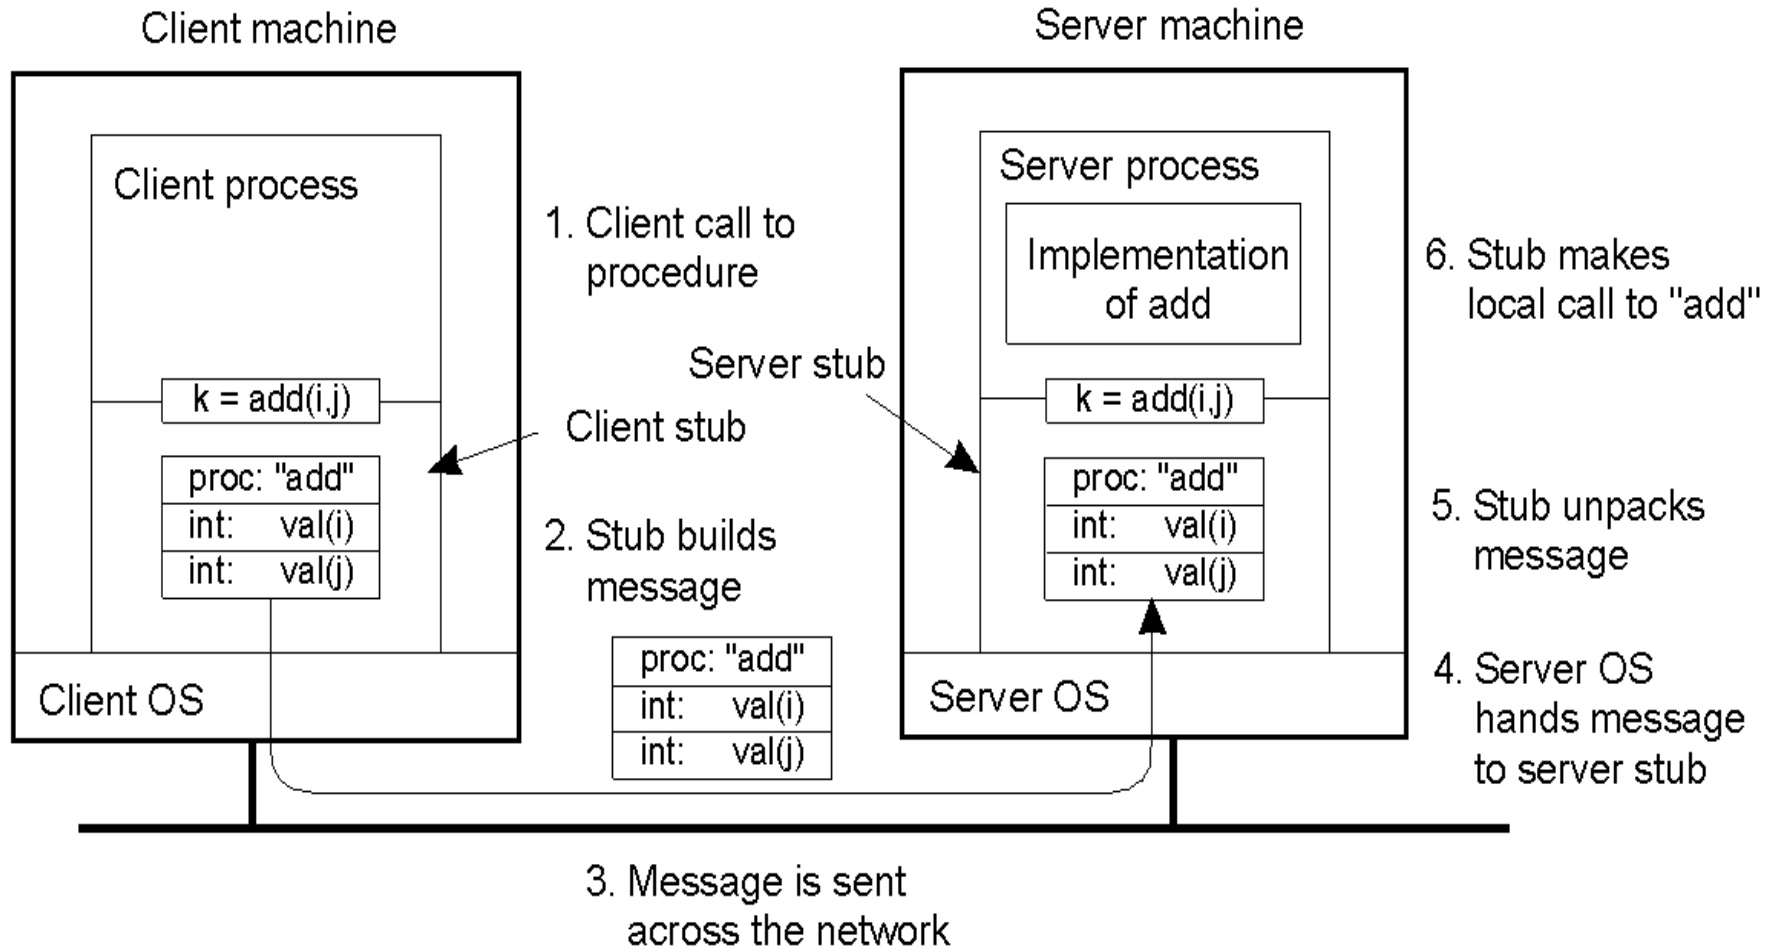 Client machine
Server machine
Client process
1. Client call to
procedure
k = add(i,j)
Client stub
proc: "add"
int: val(i)
int: val(j)
2. Stub builds
message
proc: "add"
int: val(i)
int: val(j)
Client OS
3. Message is sent
across the network
Server process
Implementation
of add
6. Stub makes
local call to "add"
Server stub
k = add(i,j)
proc: "add"
int: val(i)
int: val(j)
5. Stub unpacks
message
Server OS
4. Server OS
hands message
to server stub